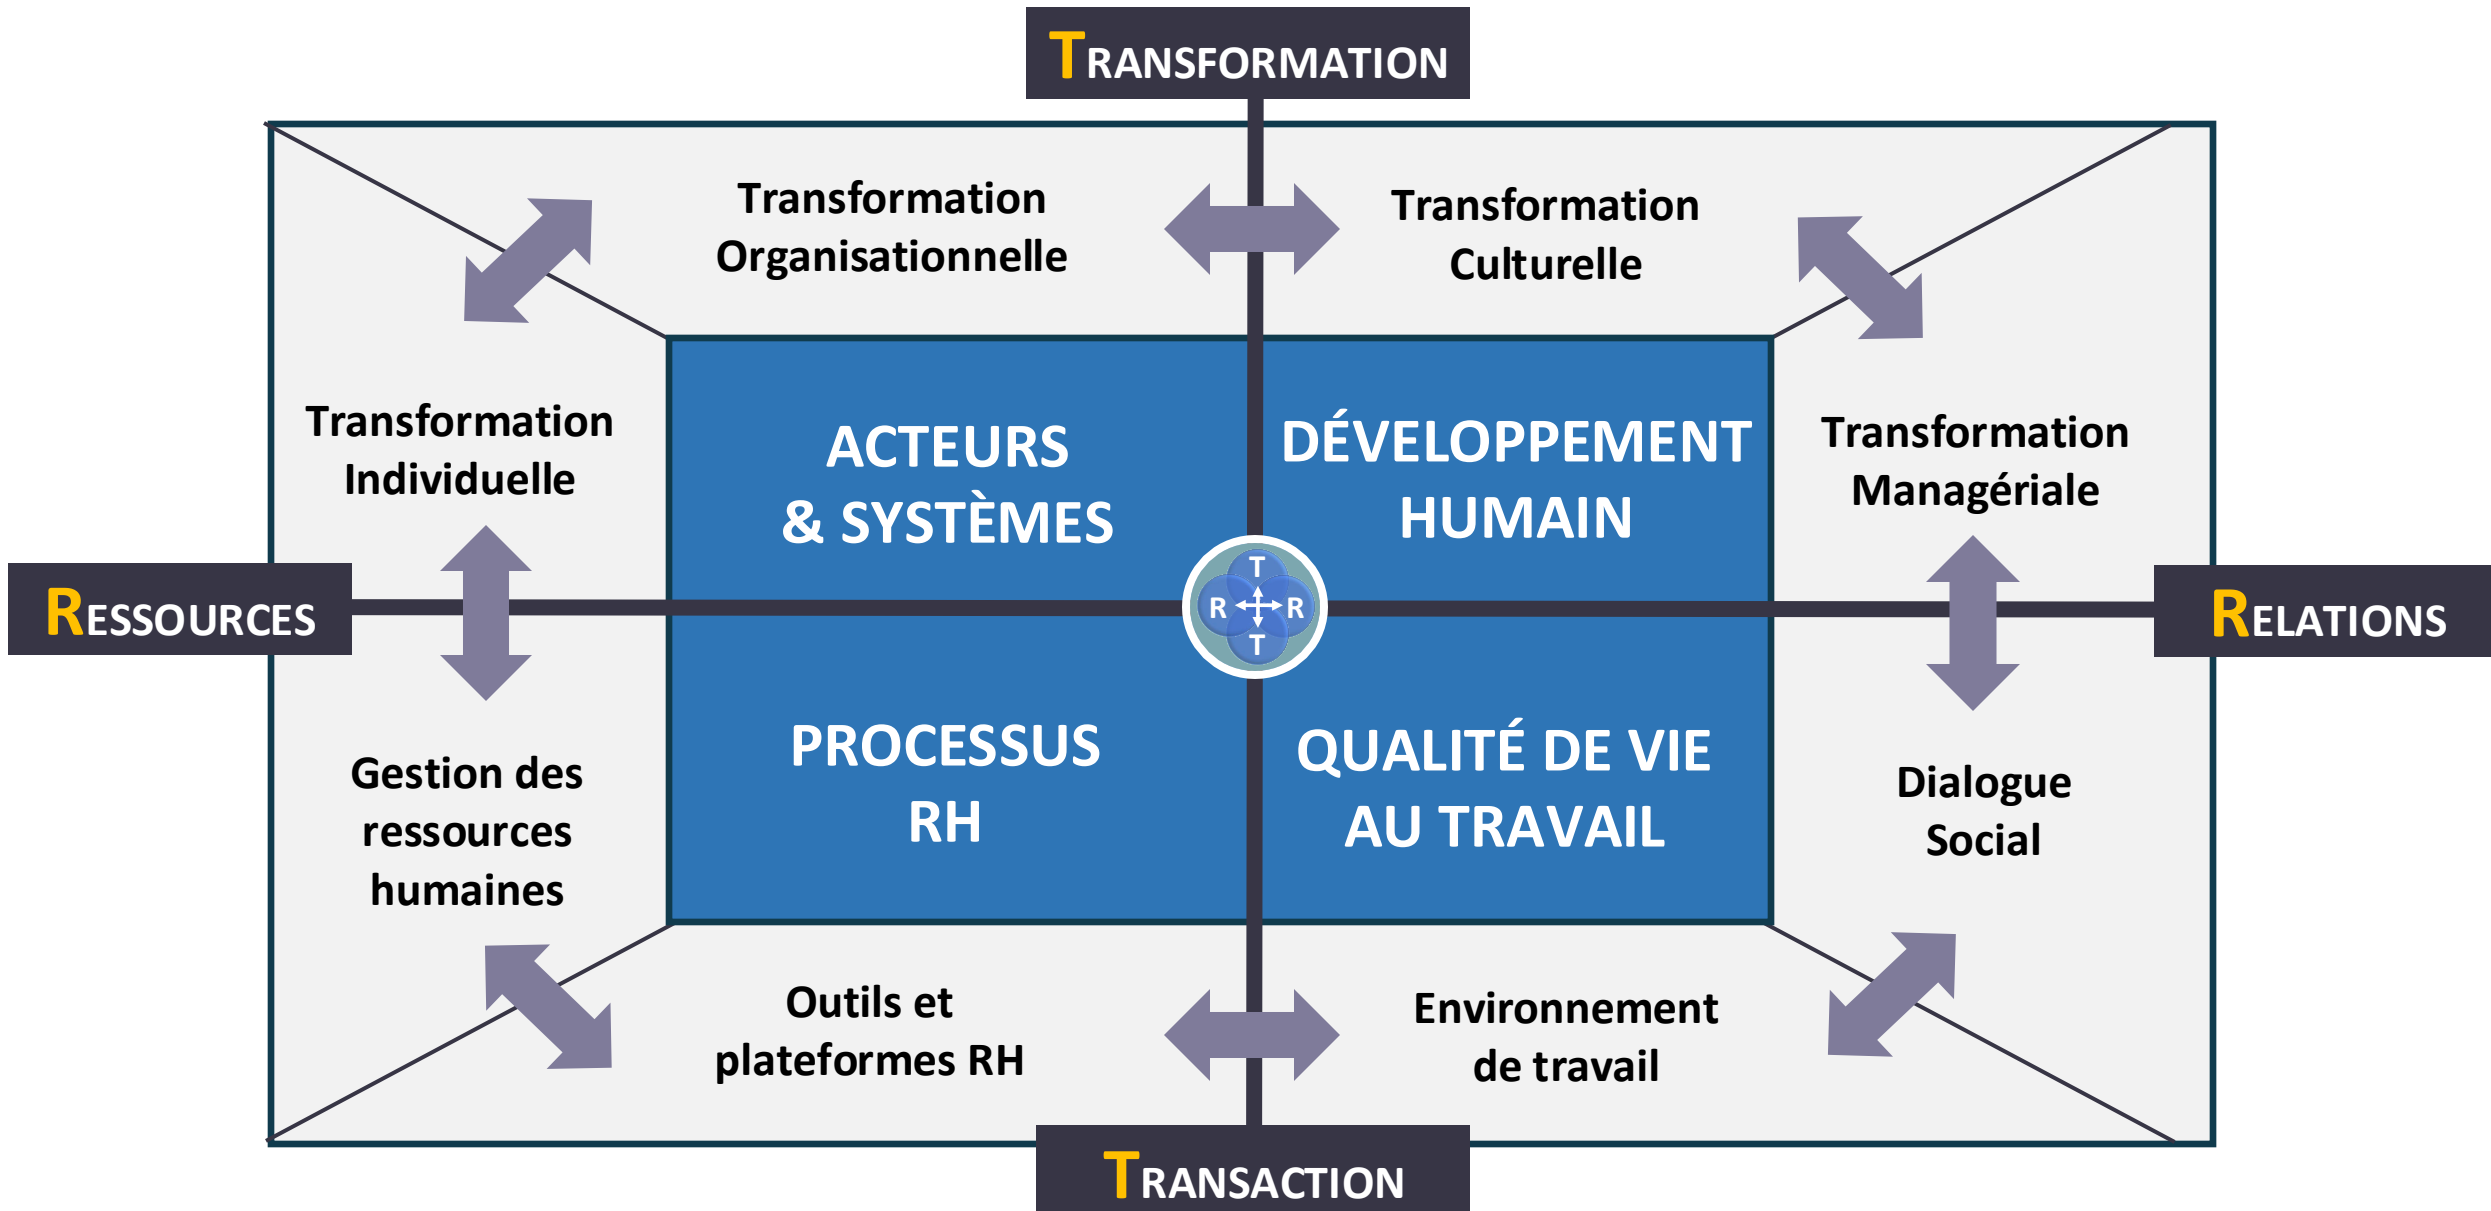 TRANSFORMATION
Transformation
Organisationnelle
Transformation
Culturelle
Transformation
Individuelle
ACTEURS
& SYSTÈMES
DÉVELOPPEMENT
HUMAIN
Transformation
Managériale
RESSOURCES
T
R R
T
RELATIONS
Gestion des
ressources
humaines
PROCESSUS
RH
QUALITÉ DE VIE
AU TRAVAIL
Dialogue
Social
Outils et
plateformes RH
Environnement
de travail
TRANSACTION